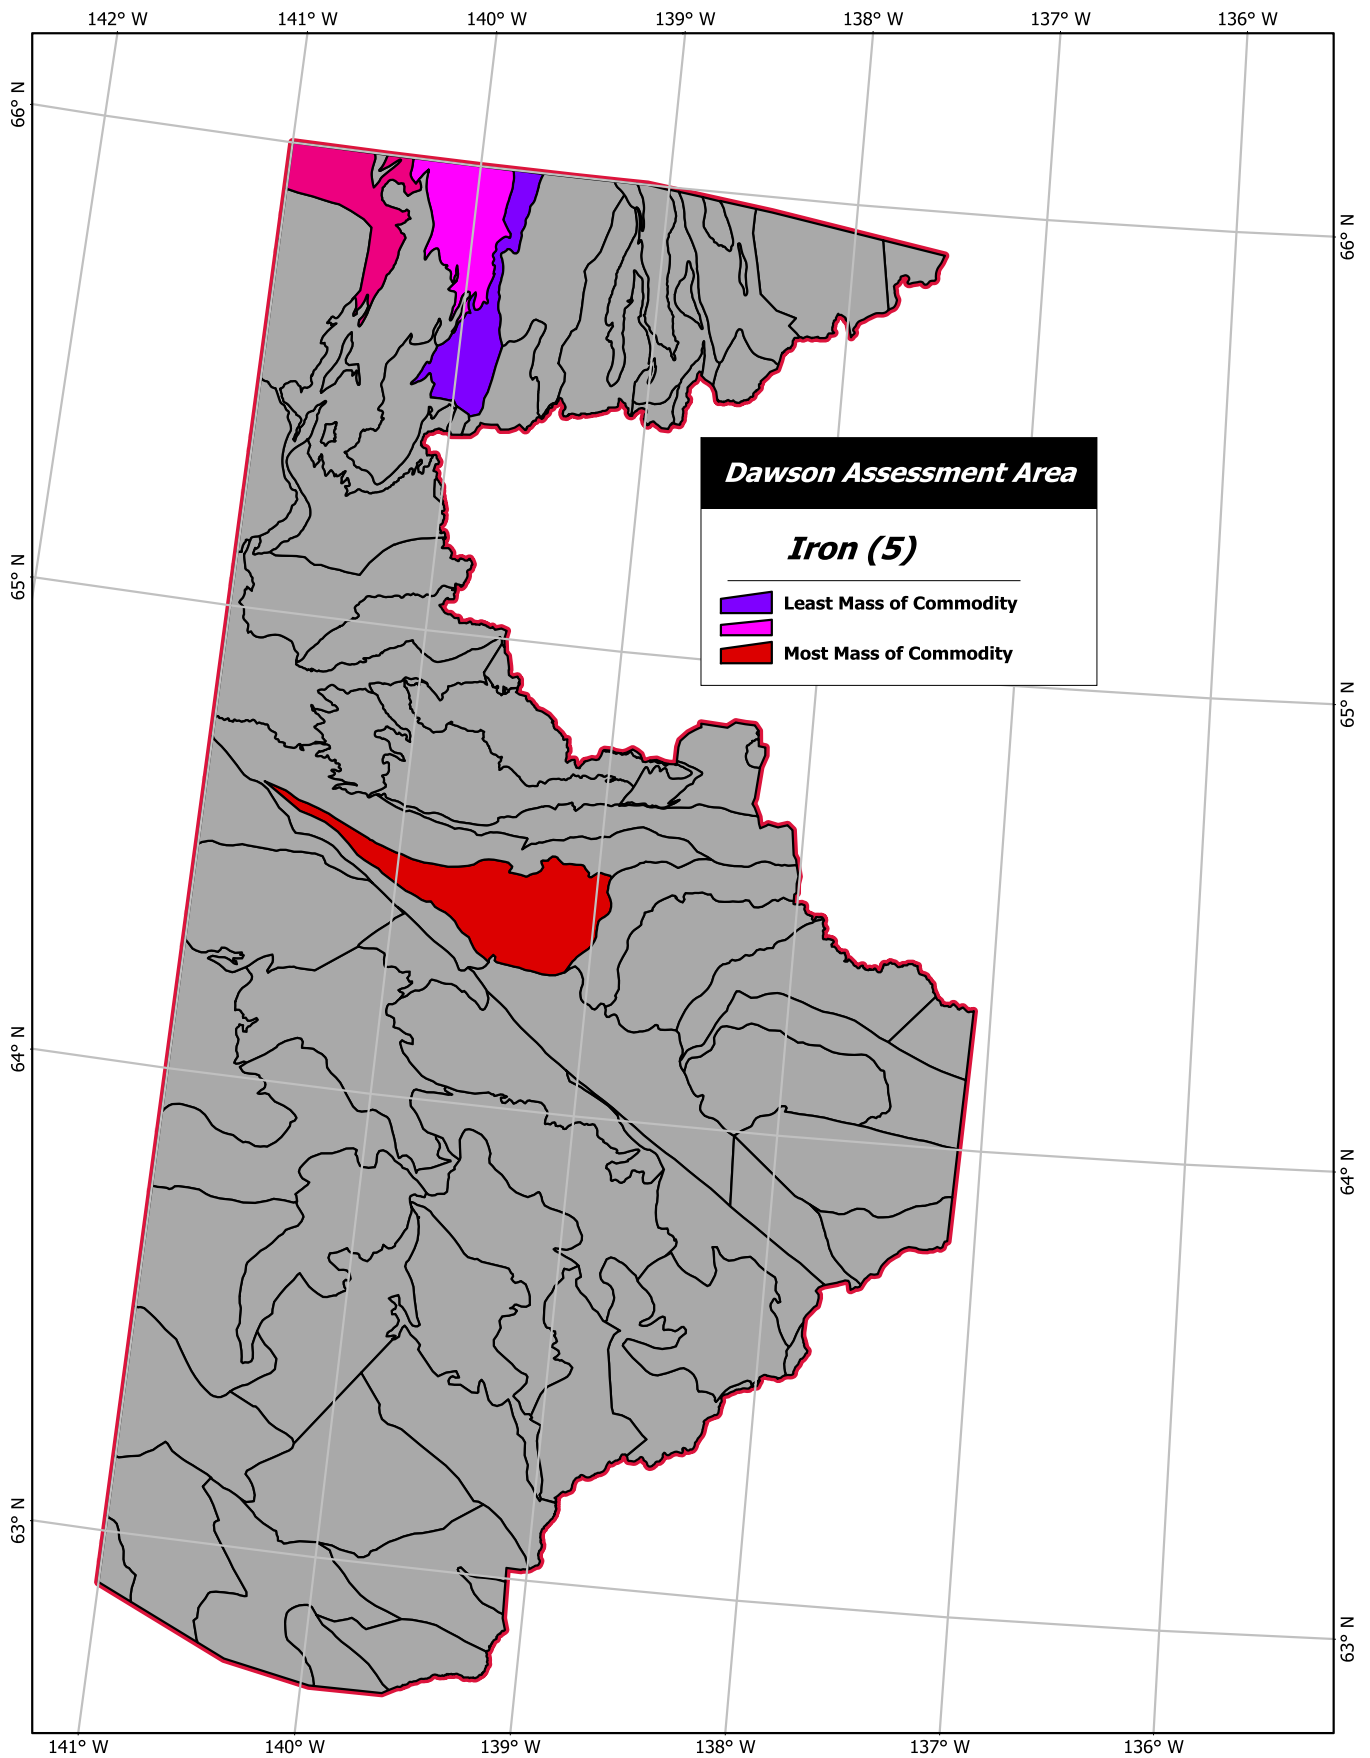 142° W 141° W 140° W 139° W 138° W 137° W 136° W
66° N
66° N
Dawson Assessment Area
Iron (5)
Least Mass of Commodity
Most Mass of Commodity
65° N
65° N
64° N
64° N
63° N
63° N
141° W 140° W 139° W 138° W 137° W 136° W